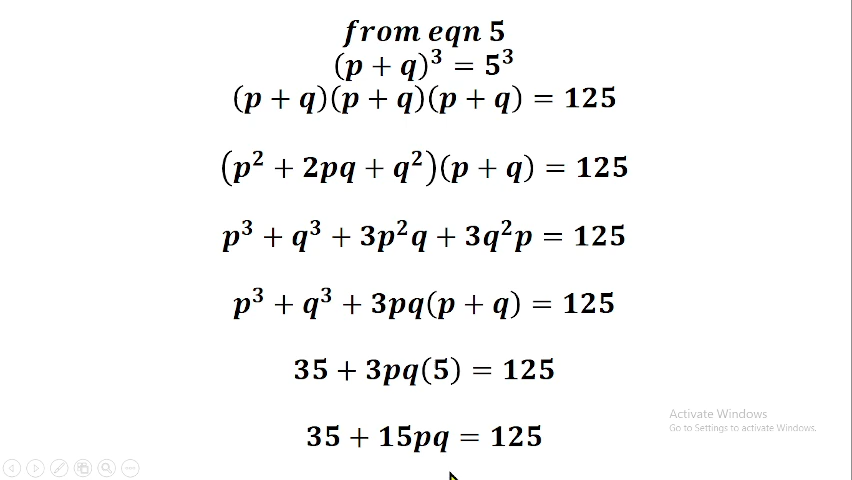 from eqn 5
(p + q)³ = 5³
(p + q)(p + q)(p + q) = 125
(p² + 2pq + q²)(p + q) = 125
p³ + q³ + 3p²q + 3q²p = 125
p³ + q³ + 3pq(p + q) = 125
35 + 3pq(5) = 125
35 + 15pq = 125
Activate Windows
Go to Settings to activate Windows.